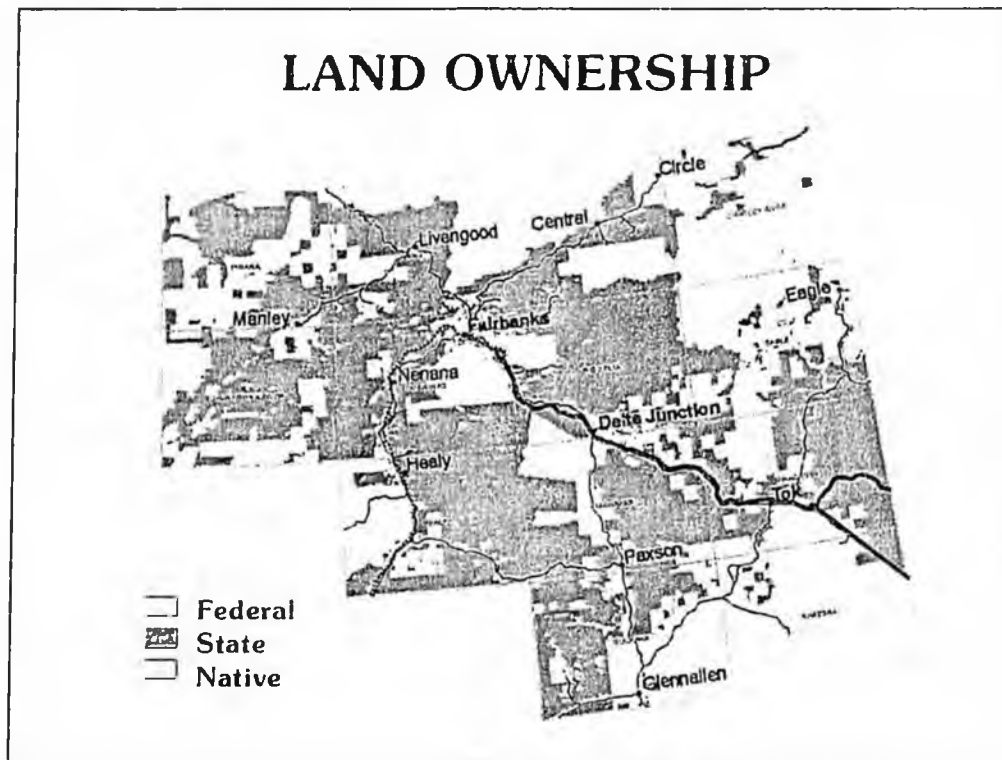 LAND OWNERSHIP
Circle
Central
Livengood
Eagle
Manley
Fairbanks
Nenana
Delta Junction
Healy
Tok
Paxson
Glennallen
Federal
State
Native